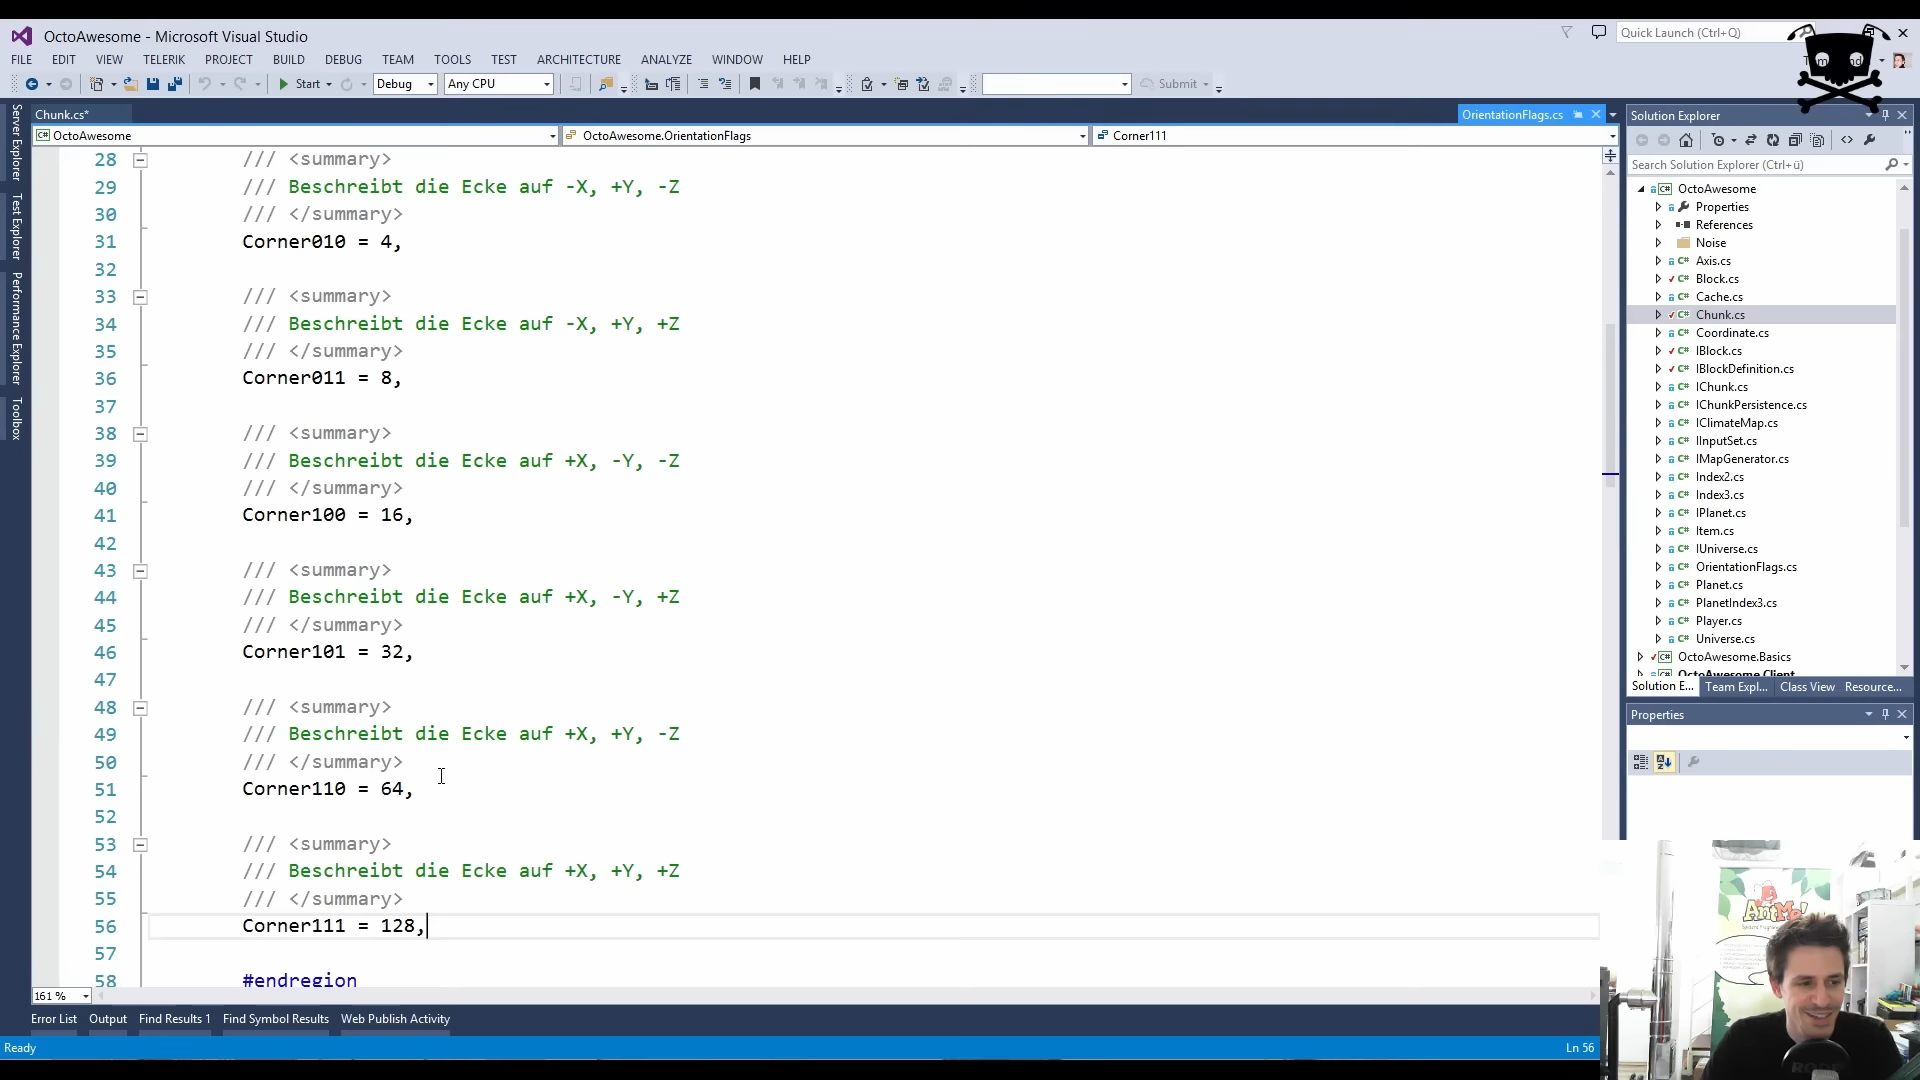 OctoAwesome - Microsoft Visual Studio
Quick Launch (Ctrl+Q)
FILE EDIT VIEW TELERIK PROJECT BUILD DEBUG TEAM TOOLS TEST ARCHITECTURE ANALYZE WINDOW HELP
Start Debug Any CPU Submit
Chunk.cs* OrientationFlags.cs
OctoAwesome OctoAwesome.OrientationFlags Corner111
Server Explorer
Test Explorer
Performance Explorer
Toolbox
28 /// <summary>
29 /// Beschreibt die Ecke auf -X, +Y, -Z
30 /// </summary>
31 Corner010 = 4,
32
33 /// <summary>
34 /// Beschreibt die Ecke auf -X, +Y, +Z
35 /// </summary>
36 Corner011 = 8,
37
38 /// <summary>
39 /// Beschreibt die Ecke auf +X, -Y, -Z
40 /// </summary>
41 Corner100 = 16,
42
43 /// <summary>
44 /// Beschreibt die Ecke auf +X, -Y, +Z
45 /// </summary>
46 Corner101 = 32,
47
48 /// <summary>
49 /// Beschreibt die Ecke auf +X, +Y, -Z
50 /// </summary>
51 Corner110 = 64,
52
53 /// <summary>
54 /// Beschreibt die Ecke auf +X, +Y, +Z
55 /// </summary>
56 Corner111 = 128,
57
58 #endregion
161 %
Error List Output Find Results 1 Find Symbol Results Web Publish Activity
Ready Ln 56
Solution Explorer
Search Solution Explorer (Ctrl+ü)
OctoAwesome
Properties
References
Noise
Axis.cs
Block.cs
Cache.cs
Chunk.cs
Coordinate.cs
IBlock.cs
IBlockDefinition.cs
IChunk.cs
IChunkPersistence.cs
IClimateMap.cs
IInputSet.cs
IMapGenerator.cs
Index2.cs
Index3.cs
IPlanet.cs
Item.cs
IUniverse.cs
OrientationFlags.cs
Planet.cs
PlanetIndex3.cs
Player.cs
Universe.cs
OctoAwesome.Basics
OctoAwesome.Client
Solution E... Team Expl... Class View Resource...
Properties
AntMe!